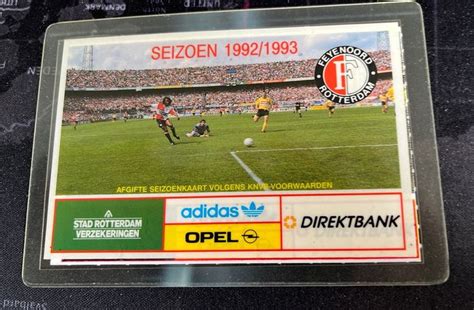 SEIZOEN 1992/1993
FEYENOORD
F
ROTTERDAM
AFGIFTE SEIZOENKAART VOLGENS KNVB-VOORWAARDEN
STAD ROTTERDAM
VERZEKERINGEN
adidas
OPEL
DIREKTBANK